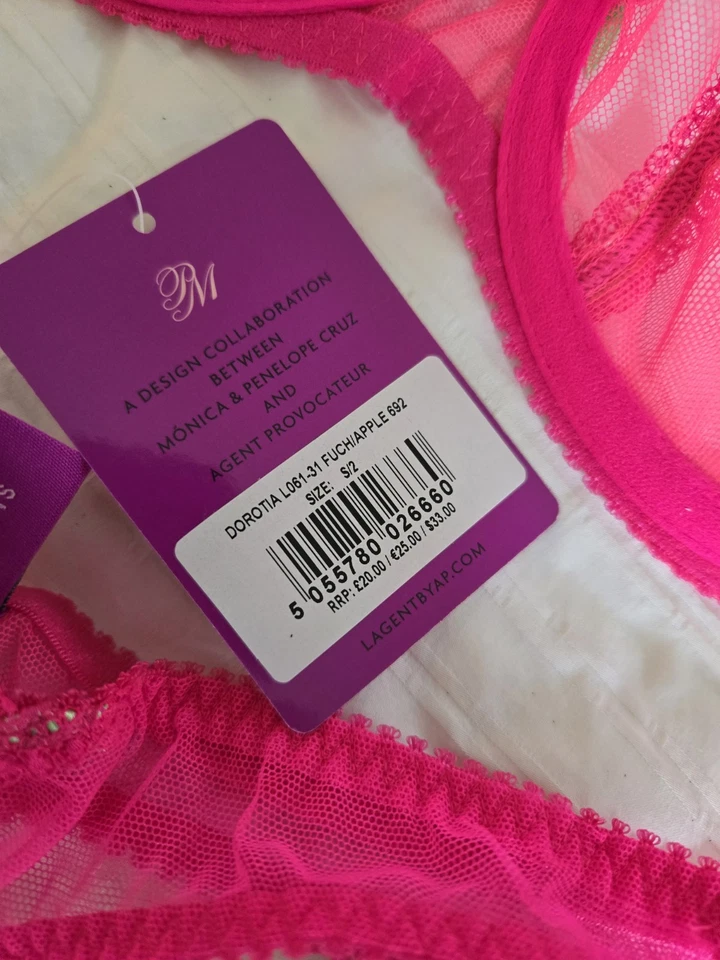 PM
A DESIGN COLLABORATION
BETWEEN
MÓNICA & PENELOPE CRUZ
AND
AGENT PROVOCATEUR
DOROTIA L061-31 FUCH/APPLE 692
SIZE: S/2
5 055780 026660
RRP: £20.00 / €25.00 / $33.00
LAGENTBYAP.COM